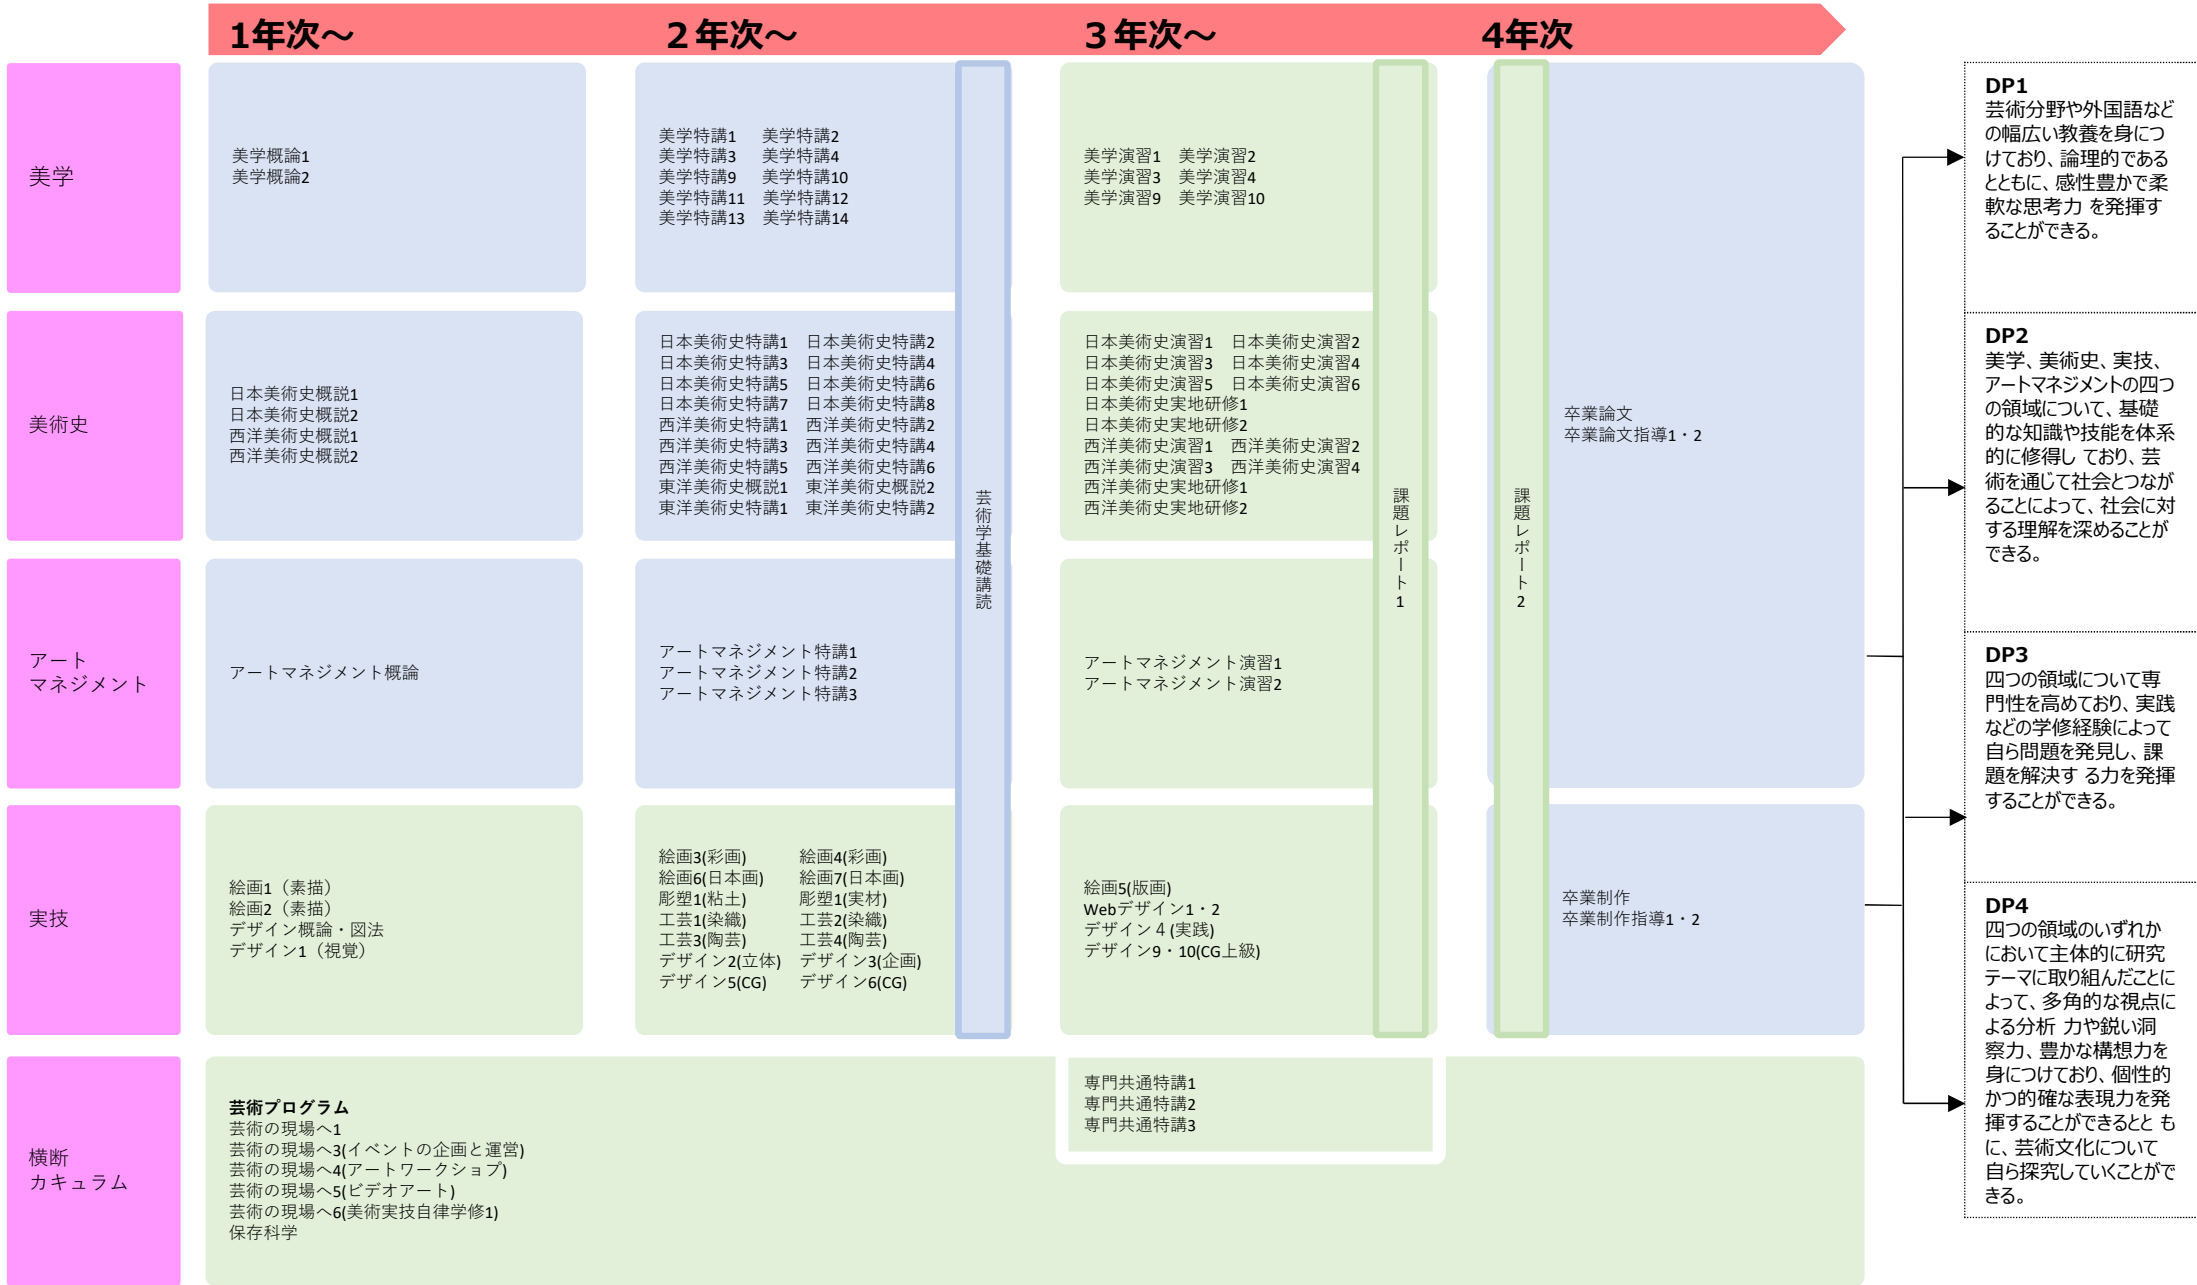 1年次～
２年次～
３年次～
4年次
美学
美学概論1
美学概論2
美学特講1 美学特講2
美学特講3 美学特講4
美学特講9 美学特講10
美学特講11 美学特講12
美学特講13 美学特講14
美学演習1 美学演習2
美学演習3 美学演習4
美学演習9 美学演習10
美術史
日本美術史概説1
日本美術史概説2
西洋美術史概説1
西洋美術史概説2
日本美術史特講1 日本美術史特講2
日本美術史特講3 日本美術史特講4
日本美術史特講5 日本美術史特講6
日本美術史特講7 日本美術史特講8
西洋美術史特講1 西洋美術史特講2
西洋美術史特講3 西洋美術史特講4
西洋美術史特講5 西洋美術史特講6
東洋美術史概説1 東洋美術史概説2
東洋美術史特講1 東洋美術史特講2
芸術学基礎講読
日本美術史演習1 日本美術史演習2
日本美術史演習3 日本美術史演習4
日本美術史演習5 日本美術史演習6
日本美術史実地研修1
日本美術史実地研修2
西洋美術史演習1 西洋美術史演習2
西洋美術史演習3 西洋美術史演習4
西洋美術史実地研修1
西洋美術史実地研修2
課題レポート1
課題レポート2
卒業論文
卒業論文指導1・2
アート
マネジメント
アートマネジメント概論
アートマネジメント特講1
アートマネジメント特講2
アートマネジメント特講3
アートマネジメント演習1
アートマネジメント演習2
実技
絵画1（素描）
絵画2（素描）
デザイン概論・図法
デザイン1（視覚）
絵画3(彩画) 絵画4(彩画)
絵画6(日本画) 絵画7(日本画)
彫塑1(粘土) 彫塑1(実材)
工芸1(染織) 工芸2(染織)
工芸3(陶芸) 工芸4(陶芸)
デザイン2(立体) デザイン3(企画)
デザイン5(CG) デザイン6(CG)
絵画5(版画)
Webデザイン1・2
デザイン４(実践)
デザイン9・10(CG上級)
卒業制作
卒業制作指導1・2
横断
カキュラム
芸術プログラム
芸術の現場へ1
芸術の現場へ3(イベントの企画と運営)
芸術の現場へ4(アートワークショプ)
芸術の現場へ5(ビデオアート)
芸術の現場へ6(美術実技自律学修1)
保存科学
専門共通特講1
専門共通特講2
専門共通特講3
DP1
芸術分野や外国語など
の幅広い教養を身につ
けており、論理的である
とともに、感性豊かで柔
軟な思考力 を発揮す
ることができる。
DP2
美学、美術史、実技、
アートマネジメントの四つ
の領域について、基礎
的な知識や技能を体系
的に修得し ており、芸
術を通じて社会とつなが
ることによって、社会に対
する理解を深めることが
できる。
DP3
四つの領域について専
門性を高めており、実践
などの学修経験によって
自ら問題を発見し、課
題を解決す る力を発揮
することができる。
DP4
四つの領域のいずれか
において主体的に研究
テーマに取り組んだことに
よって、多角的な視点に
よる分析 力や鋭い洞
察力、豊かな構想力を
身につけており、個性的
かつ的確な表現力を発
揮することができるとと も
に、芸術文化について
自ら探究していくことがで
きる。